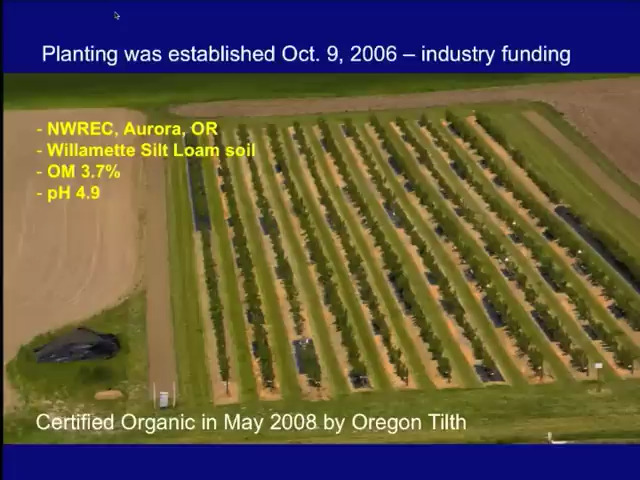 Planting was established Oct. 9, 2006 – industry funding
- NWREC, Aurora, OR
- Willamette Silt Loam soil
- OM 3.7%
- pH 4.9
Certified Organic in May 2008 by Oregon Tilth